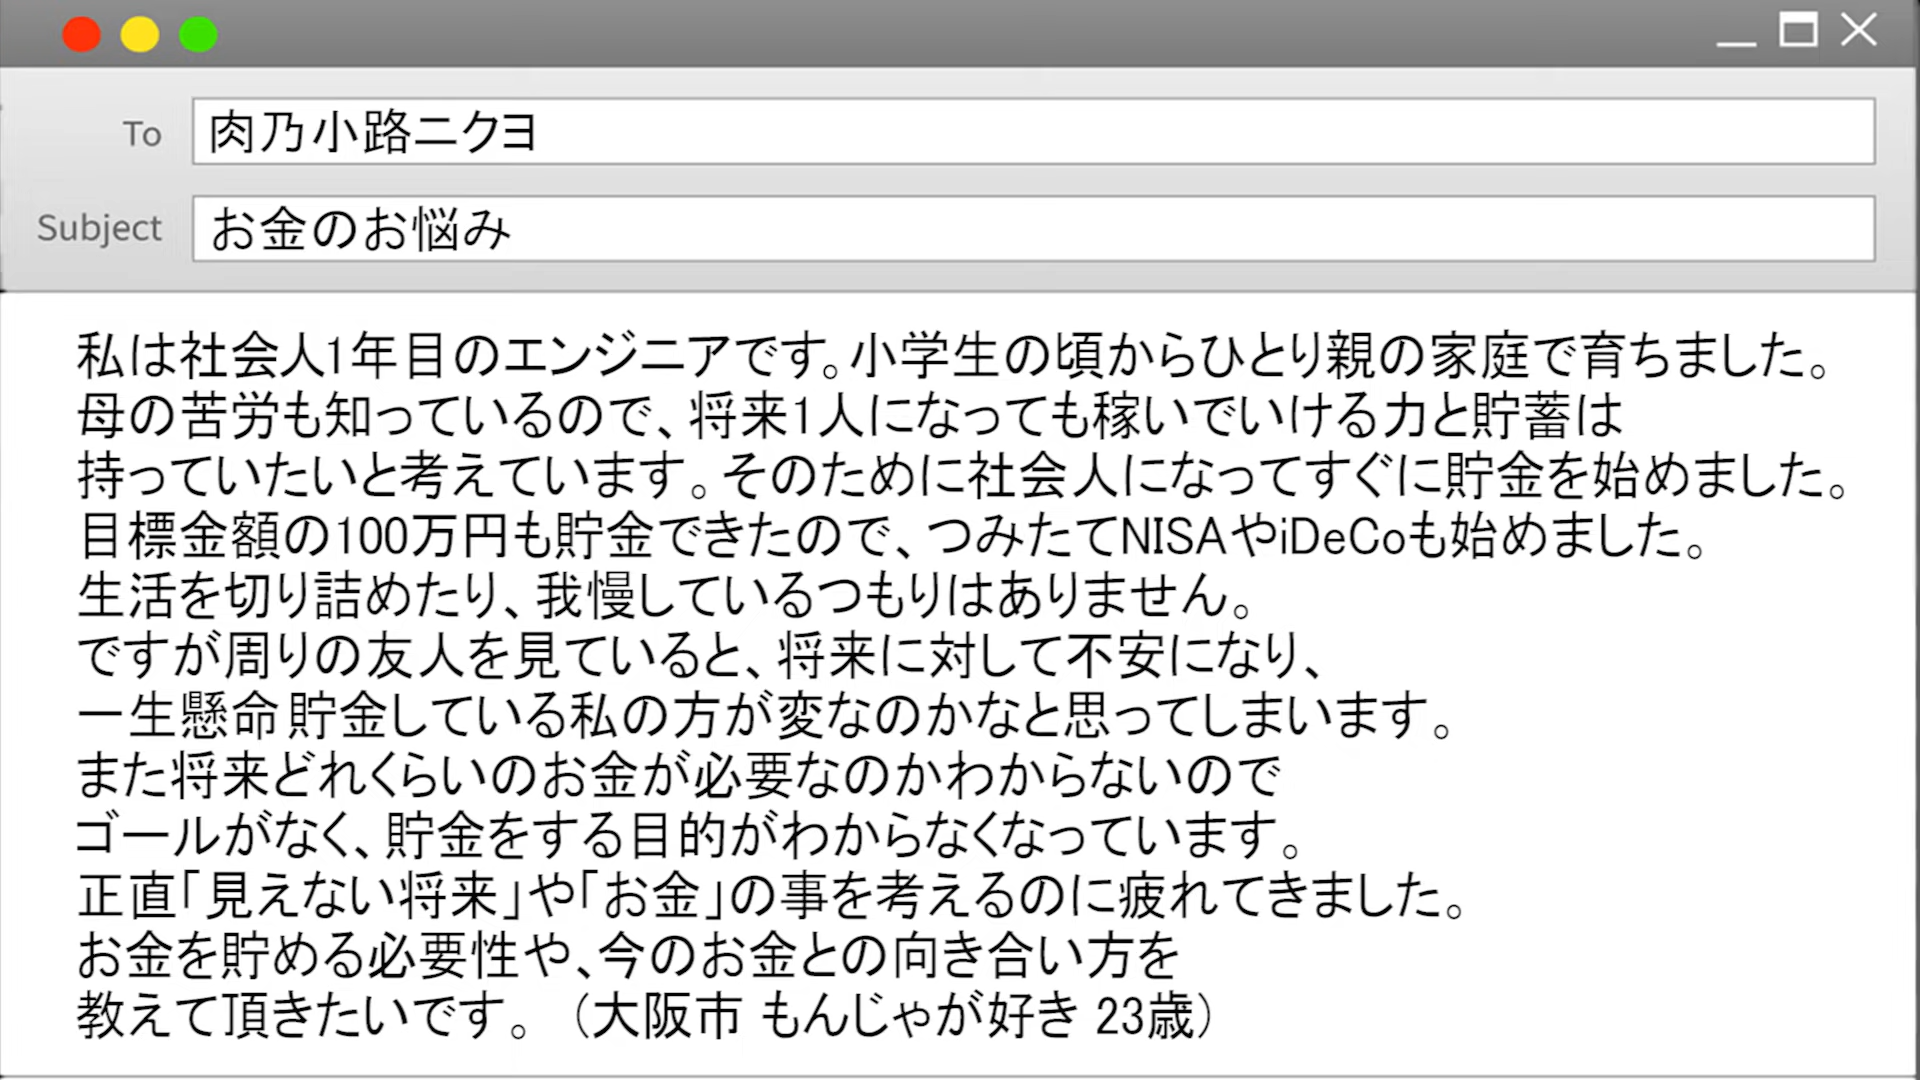 To
肉乃小路ニクヨ
Subject
お金のお悩み
私は社会人1年目のエンジニアです。小学生の頃からひとり親の家庭で育ちました。
母の苦労も知っているので、将来1人になっても稼いでいける力と貯蓄は
持っていたいと考えています。そのために社会人になってすぐに貯金を始めました。
目標金額の100万円も貯金できたので、つみたてNISAやiDeCoも始めました。
生活を切り詰めたり、我慢しているつもりはありません。
ですが周りの友人を見ていると、将来に対して不安になり、
一生懸命貯金している私の方が変なのかなと思ってしまいます。
また将来どれくらいのお金が必要なのかわからないので
ゴールがなく、貯金をする目的がわからなくなっています。
正直「見えない将来」や「お金」の事を考えるのに疲れてきました。
お金を貯める必要性や、今のお金との向き合い方を
教えて頂きたいです。（大阪市 もんじゃが好き 23歳）